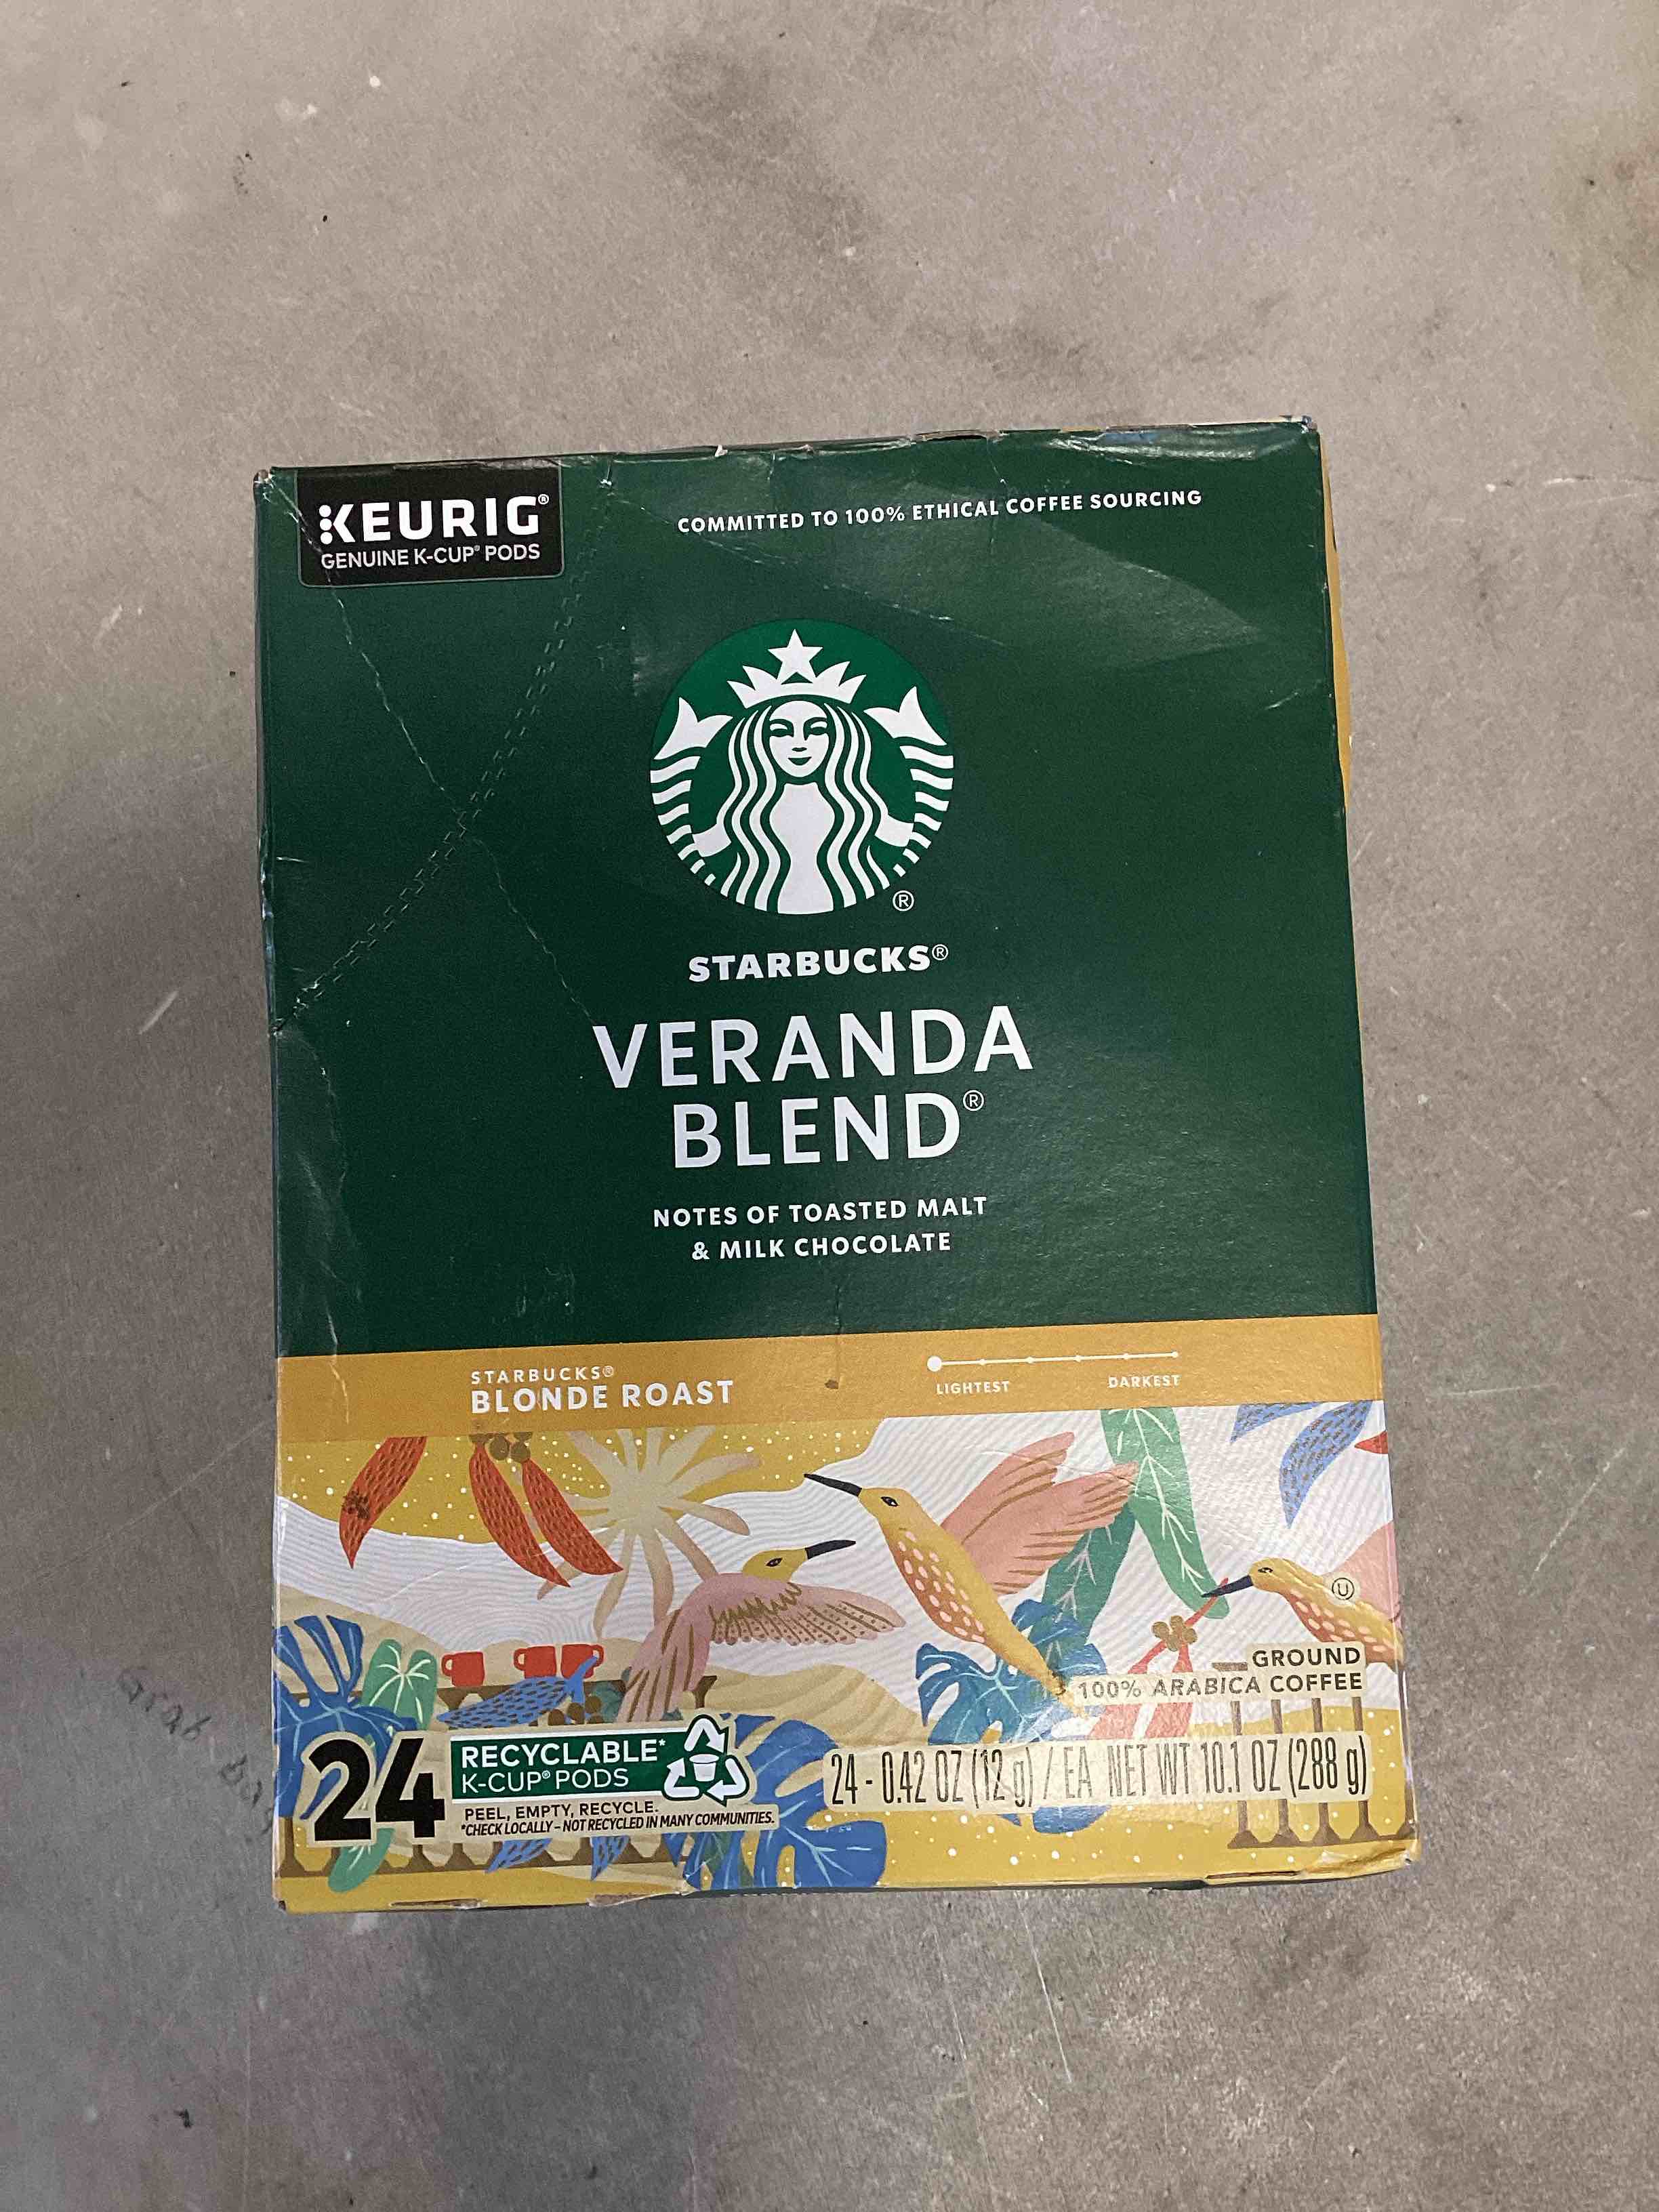 KEURIG®
GENUINE K-CUP® PODS
COMMITTED TO 100% ETHICAL COFFEE SOURCING
®
STARBUCKS®
VERANDA
BLEND®
NOTES OF TOASTED MALT
& MILK CHOCOLATE
STARBUCKS®
BLONDE ROAST
LIGHTEST
DARKEST
U
GROUND
100% ARABICA COFFEE
24
RECYCLABLE*
K-CUP® PODS
PEEL, EMPTY, RECYCLE.
*CHECK LOCALLY – NOT RECYCLED IN MANY COMMUNITIES.
24 - 0.42 OZ (12 g) / EA NET WT 10.1 OZ (288 g)